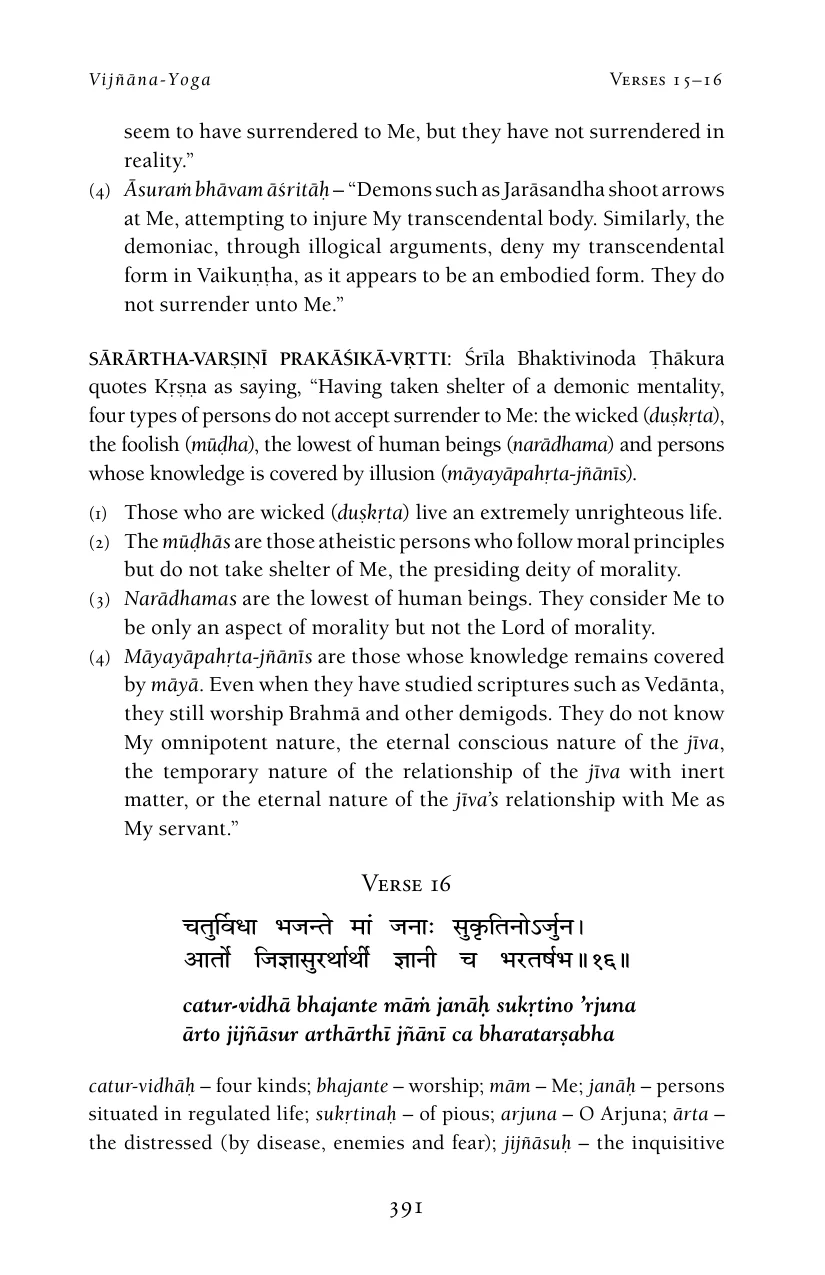 Vijñāna-Yoga Verses 15–16
seem to have surrendered to Me, but they have not surrendered in
reality.”
(4) Āsuraṁ bhāvam āśritāḥ – “Demons such as Jarāsandha shoot arrows
at Me, attempting to injure My transcendental body. Similarly, the
demoniac, through illogical arguments, deny my transcendental
form in Vaikuṇṭha, as it appears to be an embodied form. They do
not surrender unto Me.”
SĀRĀRTHA-VARṢIṆĪ PRAKĀŚIKĀ-VṚTTI: Śrīla Bhaktivinoda Ṭhākura
quotes Kṛṣṇa as saying, “Having taken shelter of a demonic mentality,
four types of persons do not accept surrender to Me: the wicked (duṣkṛta),
the foolish (mūḍha), the lowest of human beings (narādhama) and persons
whose knowledge is covered by illusion (māyayāpahṛta-jñānīs).
(1) Those who are wicked (duṣkṛta) live an extremely unrighteous life.
(2) The mūḍhās are those atheistic persons who follow moral principles
but do not take shelter of Me, the presiding deity of morality.
(3) Narādhamas are the lowest of human beings. They consider Me to
be only an aspect of morality but not the Lord of morality.
(4) Māyayāpahṛta-jñānīs are those whose knowledge remains covered
by māyā. Even when they have studied scriptures such as Vedānta,
they still worship Brahmā and other demigods. They do not know
My omnipotent nature, the eternal conscious nature of the jīva,
the temporary nature of the relationship of the jīva with inert
matter, or the eternal nature of the jīva’s relationship with Me as
My servant.”
Verse 16
चतुर्विधा भजन्ते मां जनाः सुकृतिनोऽर्जुन।
आर्तो जिज्ञासुरर्थार्थी ज्ञानी च भरतर्षभ॥१६॥
catur-vidhā bhajante māṁ janāḥ sukṛtino ’rjuna
ārto jijñāsur arthārthī jñānī ca bharatarṣabha
catur-vidhāḥ – four kinds; bhajante – worship; mām – Me; janāḥ – persons
situated in regulated life; sukṛtinaḥ – of pious; arjuna – O Arjuna; ārta –
the distressed (by disease, enemies and fear); jijñāsuḥ – the inquisitive
391